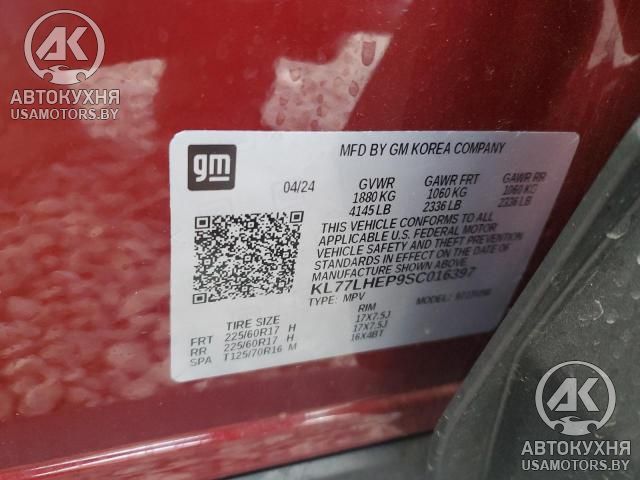 AK
АВТОКУХНЯ
USAMOTORS.BY
gm
MFD BY GM KOREA COMPANY
04/24
GVWR GAWR FRT GAWR RR
1880 KG 1060 KG 1060 KG
4145 LB 2336 LB 2336 LB
THIS VEHICLE CONFORMS TO ALL
APPLICABLE U.S. FEDERAL MOTOR
VEHICLE SAFETY AND THEFT PREVENTION
STANDARDS IN EFFECT ON THE DATE OF
MANUFACTURE SHOWN ABOVE.
KL77LHEP9SC016397
TYPE: MPV MODEL:
TIRE SIZE RIM
FRT 225/60R17 H 17X7.5J
RR 225/60R17 H 17X7.5J
SPA T125/70R16 M 16X4BT
AK
АВТОКУХНЯ
USAMOTORS.BY